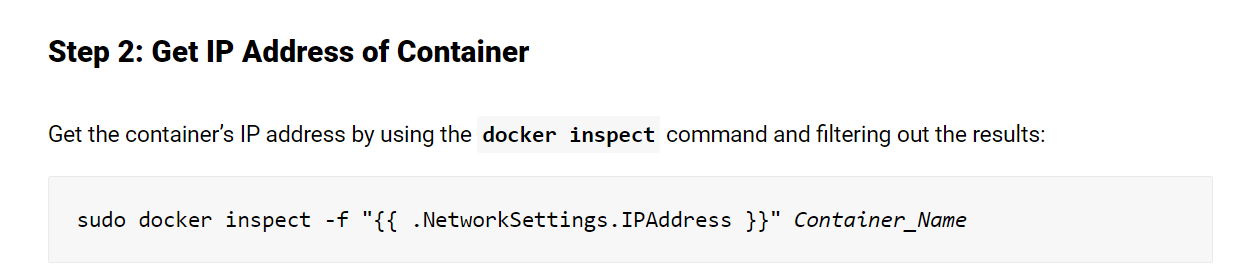 Step 2: Get IP Address of Container
Get the container’s IP address by using the docker inspect command and filtering out the results:
sudo docker inspect -f "{{ .NetworkSettings.IPAddress }}" Container_Name